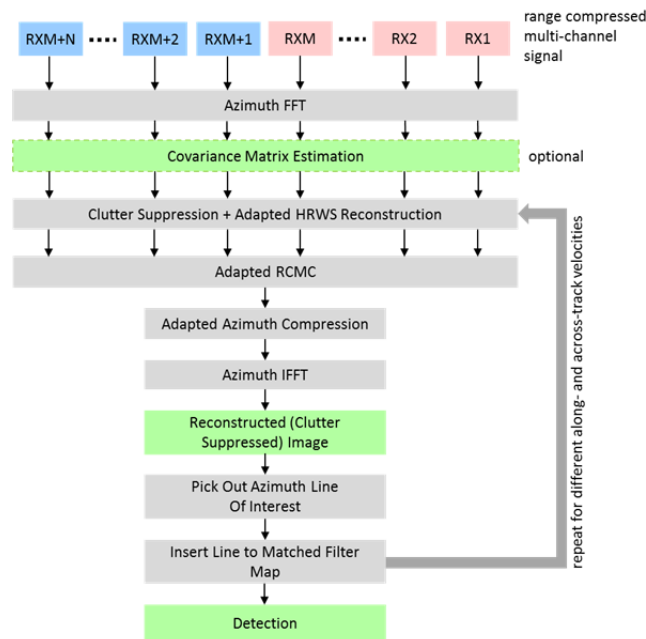 RXM+N
RXM+2
RXM+1
RXM
RX2
RX1
range compressed
multi-channel
signal
Azimuth FFT
Covariance Matrix Estimation
optional
Clutter Suppression + Adapted HRWS Reconstruction
Adapted RCMC
Adapted Azimuth Compression
Azimuth IFFT
Reconstructed (Clutter
Suppressed) Image
Pick Out Azimuth Line
Of Interest
Insert Line to Matched Filter
Map
Detection
repeat for different along- and across-track velocities